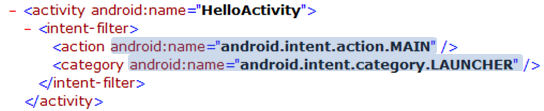 - <activity android:name="HelloActivity">
- <intent-filter>
<action android:name="android.intent.action.MAIN" />
<category android:name="android.intent.category.LAUNCHER" />
</intent-filter>
</activity>